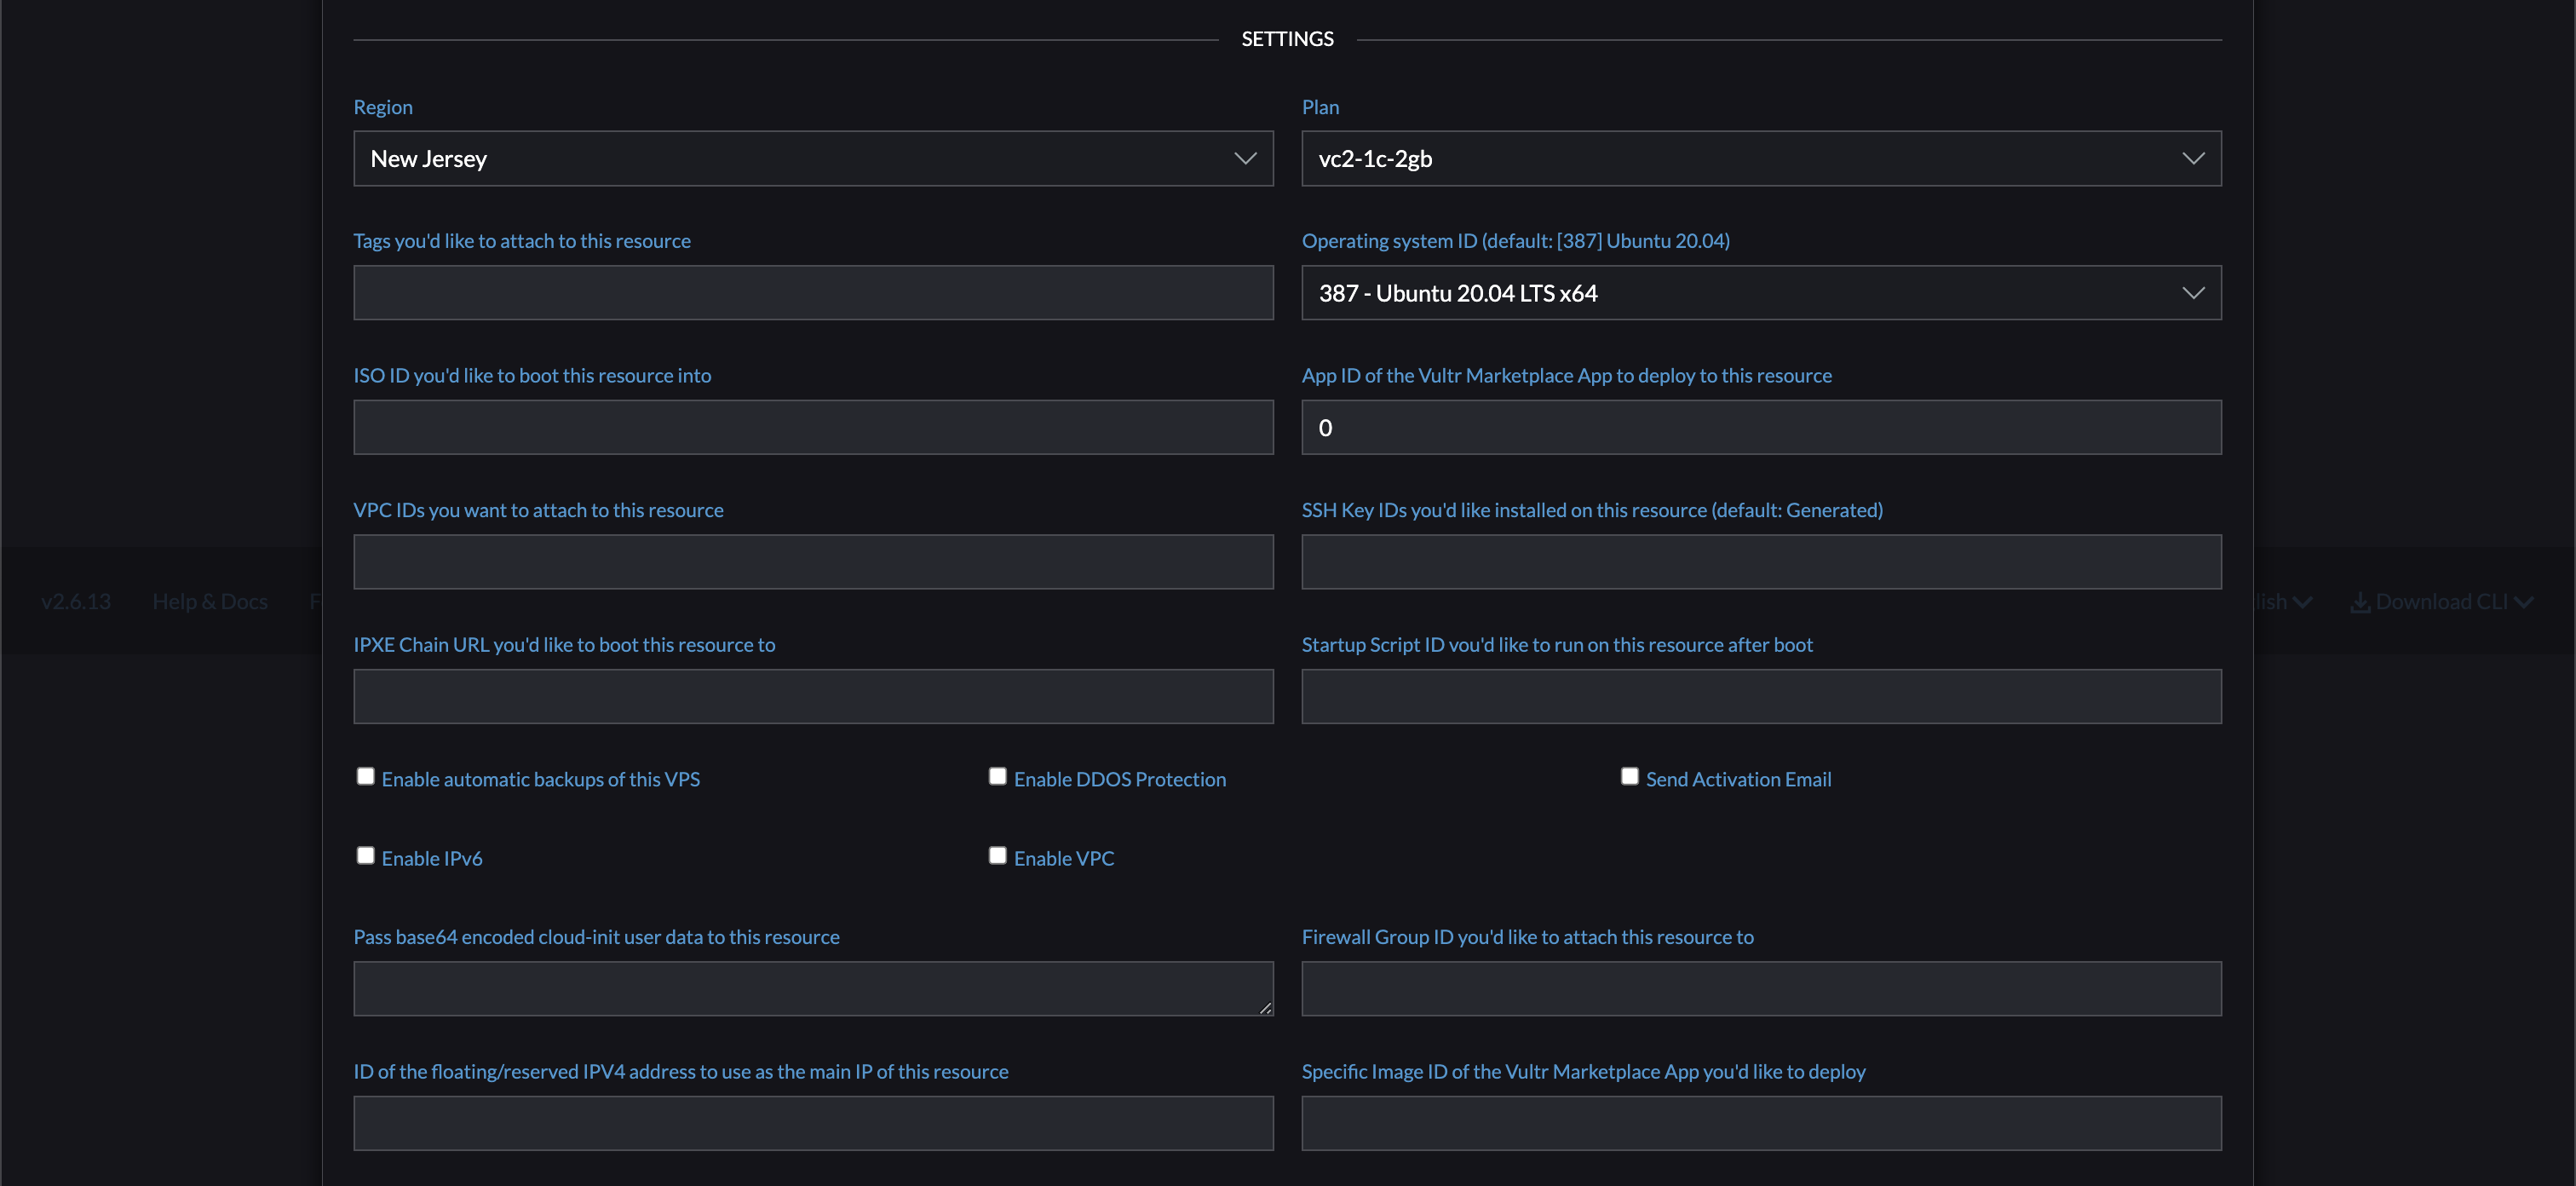 SETTINGS
Region
Plan
New Jersey
vc2-1c-2gb
Tags you'd like to attach to this resource
Operating system ID (default: [387] Ubuntu 20.04)
387 - Ubuntu 20.04 LTS x64
ISO ID you'd like to boot this resource into
App ID of the Vultr Marketplace App to deploy to this resource
0
VPC IDs you want to attach to this resource
SSH Key IDs you'd like installed on this resource (default: Generated)
v2.6.13
Help & Docs
F
lish
Download CLI
IPXE Chain URL you'd like to boot this resource to
Startup Script ID vou'd like to run on this resource after boot
Enable automatic backups of this VPS
Enable DDOS Protection
Send Activation Email
Enable IPv6
Enable VPC
Pass base64 encoded cloud-init user data to this resource
Firewall Group ID you'd like to attach this resource to
ID of the floating/reserved IPV4 address to use as the main IP of this resource
Specific Image ID of the Vultr Marketplace App you'd like to deploy